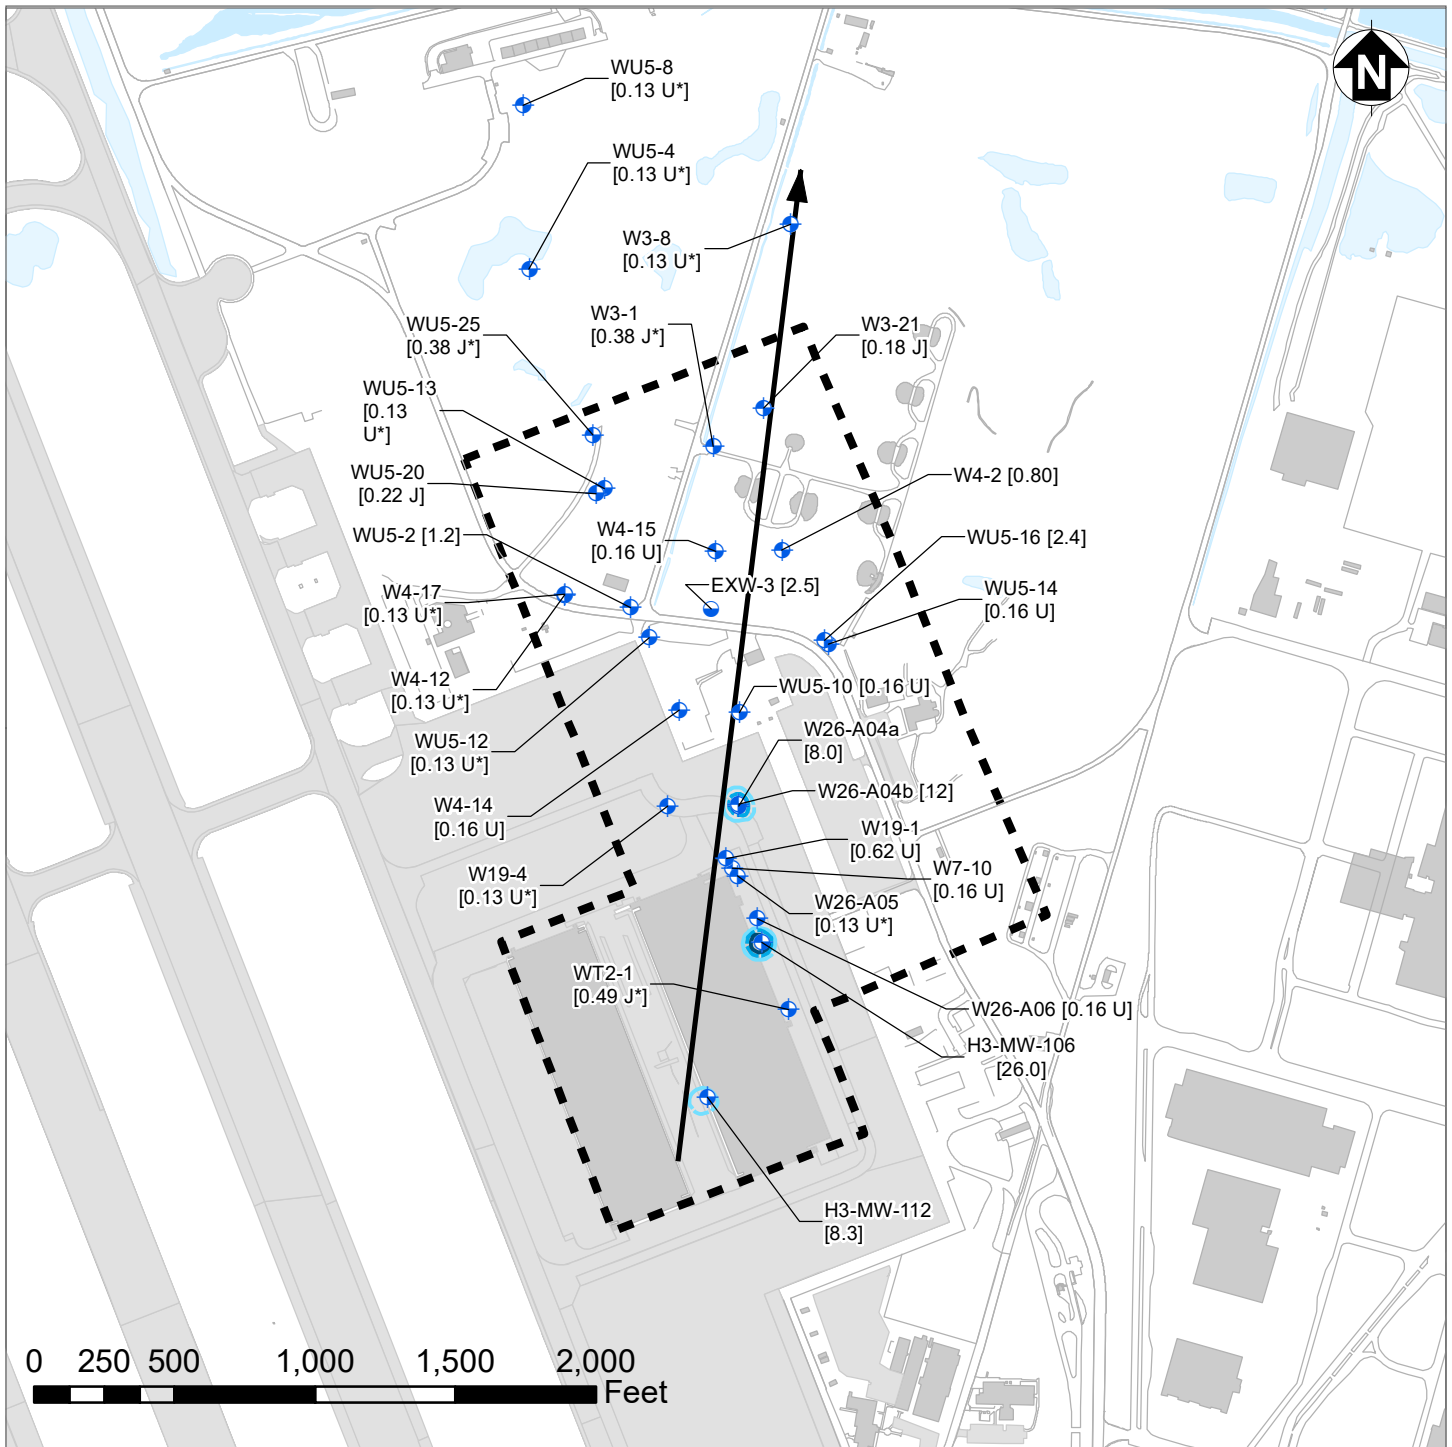 N
WU5-8
[0.13 U*]
WU5-4
[0.13 U*]
W3-8
[0.13 U*]
W3-1
[0.38 J*]
W3-21
[0.18 J]
WU5-25
[0.38 J*]
WU5-13
[0.13
U*]
WU5-20
[0.22 J]
W4-2 [0.80]
WU5-2 [1.2]
W4-15
[0.16 U]
WU5-16 [2.4]
EXW-3 [2.5]
WU5-14
[0.16 U]
W4-17
[0.13 U*]
W4-12
[0.13 U*]
WU5-10 [0.16 U]
WU5-12
[0.13 U*]
W26-A04a
[8.0]
W26-A04b [12]
W4-14
[0.16 U]
W19-1
[0.62 U]
W19-4
[0.13 U*]
W7-10
[0.16 U]
W26-A05
[0.13 U*]
WT2-1
[0.49 J*]
W26-A06 [0.16 U]
H3-MW-106
[26.0]
H3-MW-112
[8.3]
0 250 500 1,000 1,500 2,000
Feet